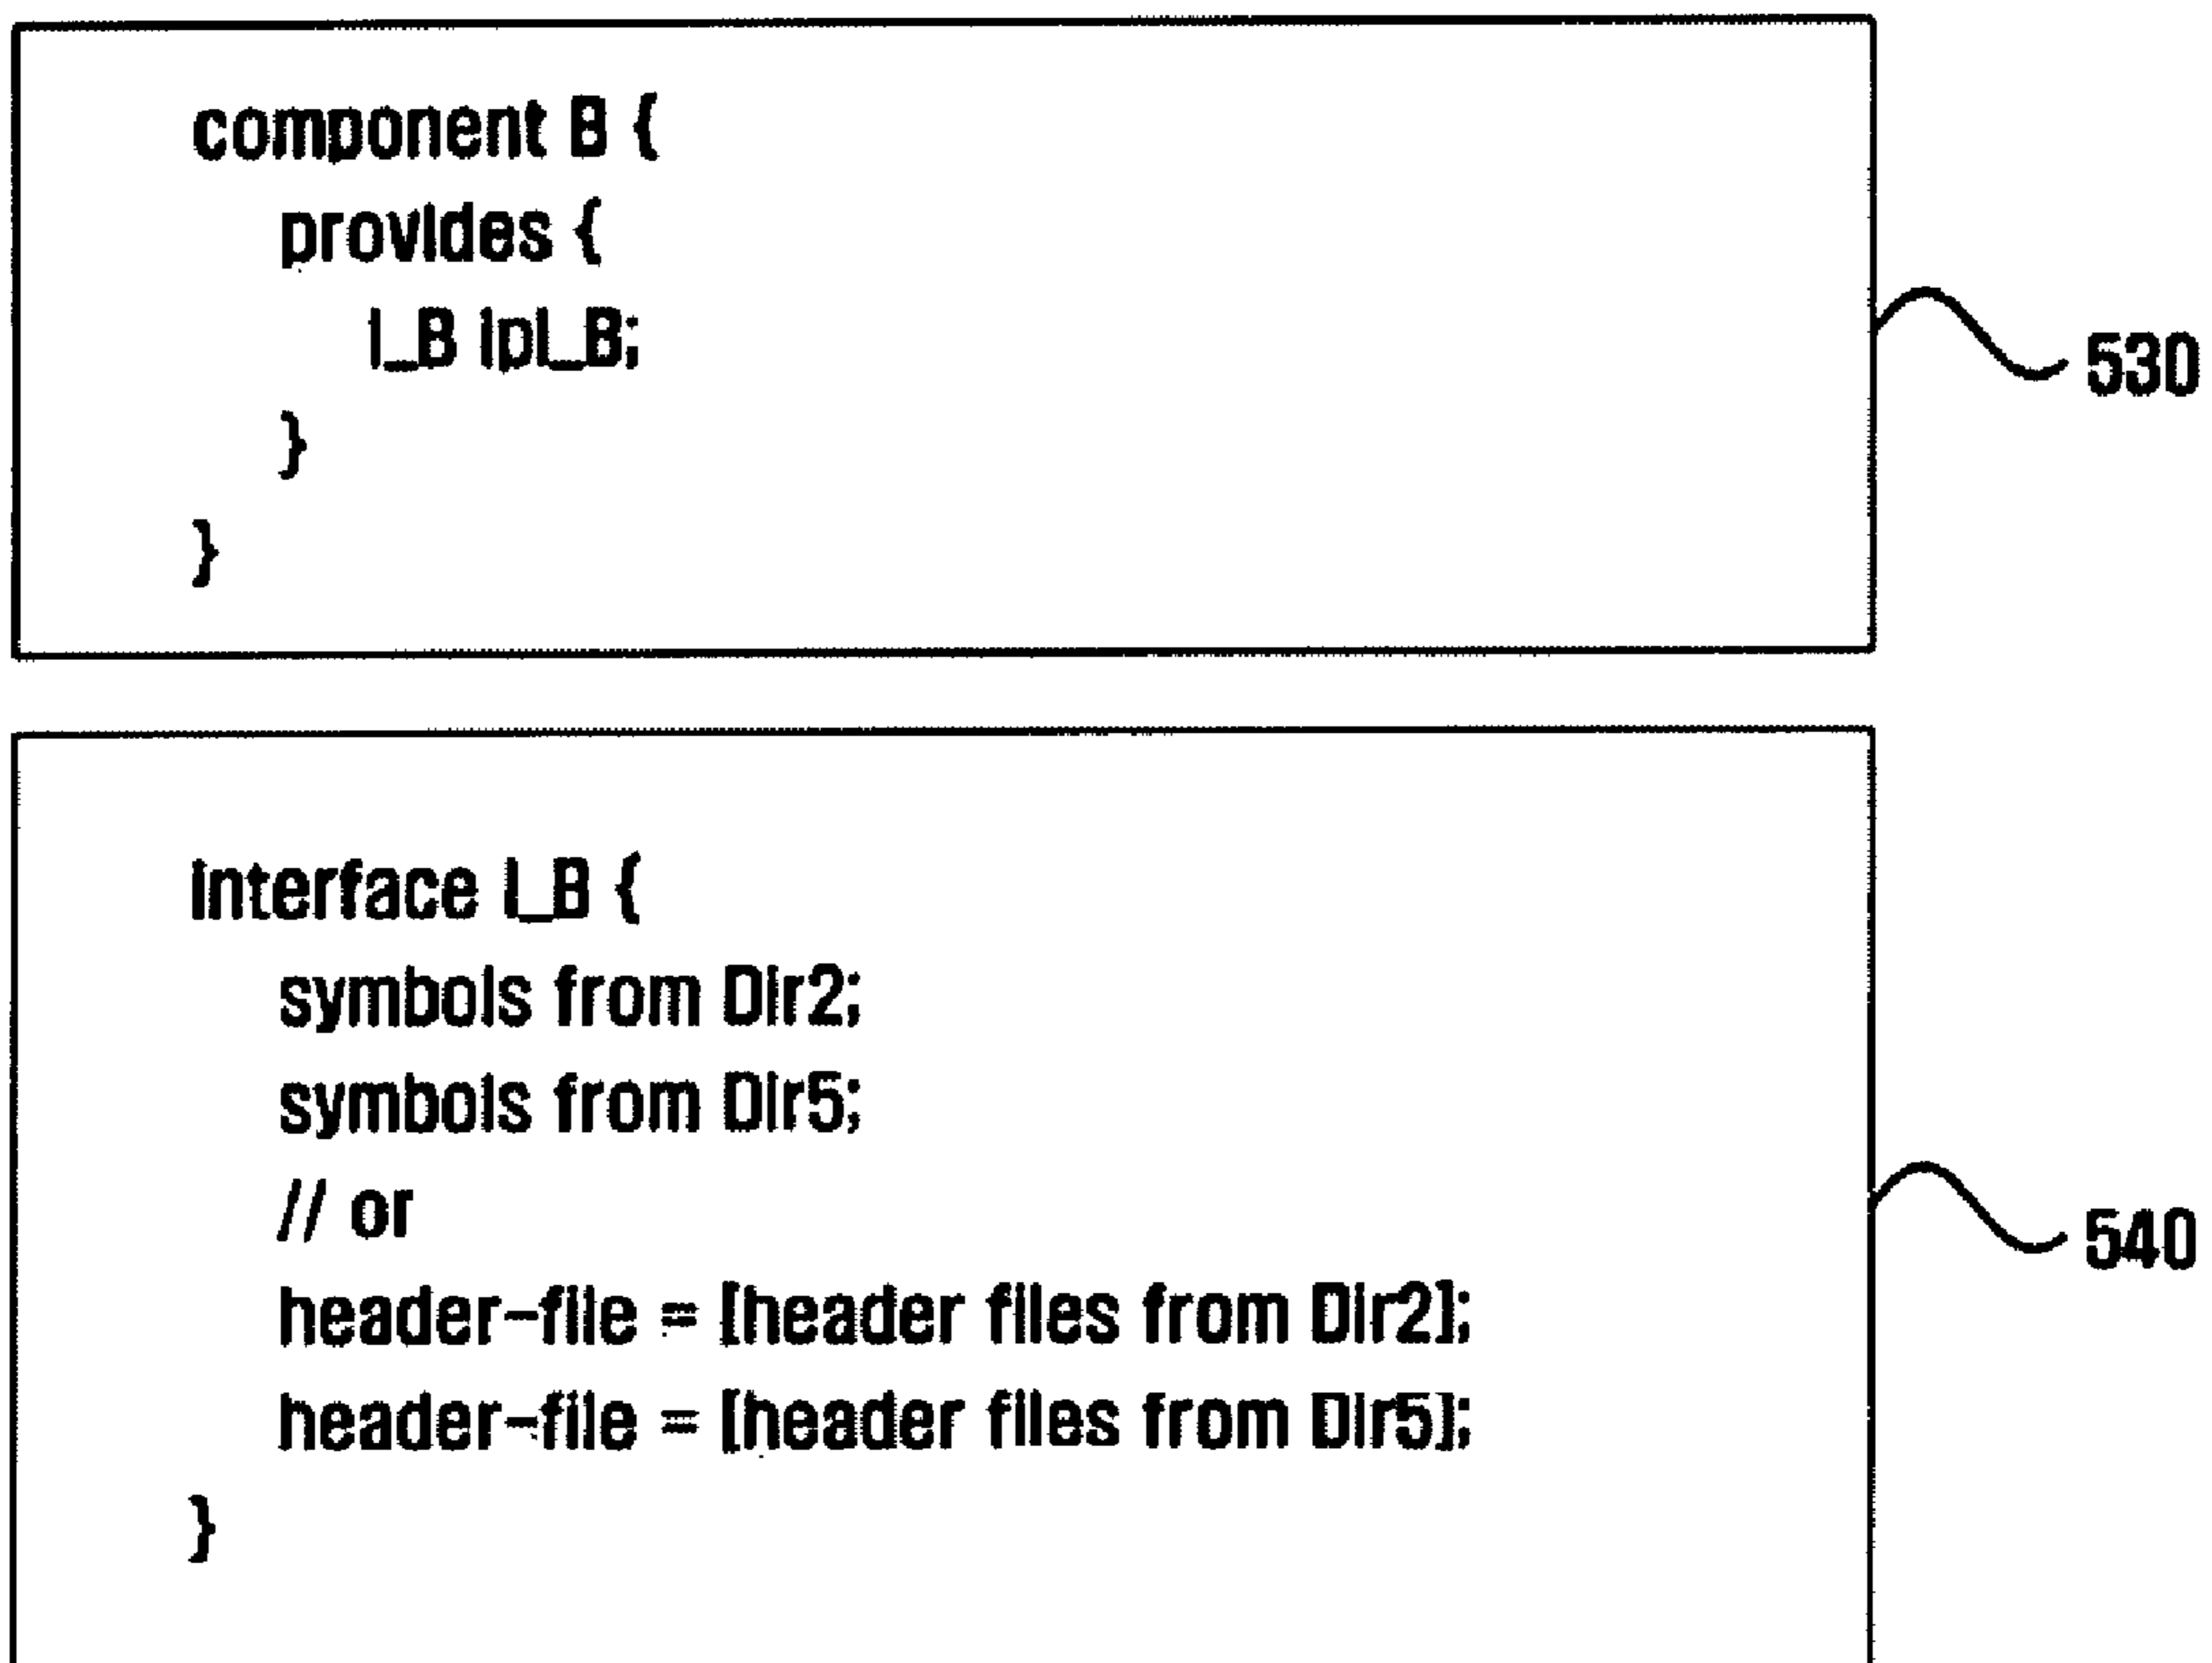 component B {
provides {
I_B ipI_B;
}
}
530
interface I_B {
symbols from Dir2;
symbols from Dir5;
// or
540
header-file = [header files from Dir2];
header-file = [header files from Dir5];
}